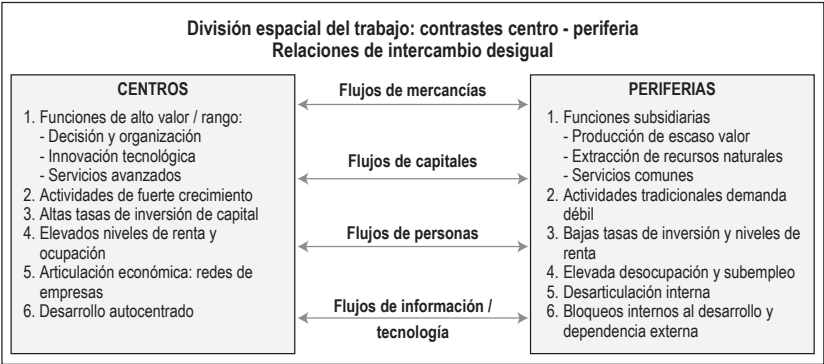 División espacial del trabajo: contrastes centro - periferia
Relaciones de intercambio desigual
CENTROS
1. Funciones de alto valor / rango:
- Decisión y organización
- Innovación tecnológica
- Servicios avanzados
2. Actividades de fuerte crecimiento
3. Altas tasas de inversión de capital
4. Elevados niveles de renta y
ocupación
5. Articulación económica: redes de
empresas
6. Desarrollo autocentrado
Flujos de mercancías
Flujos de capitales
Flujos de personas
Flujos de información /
tecnología
PERIFERIAS
1. Funciones subsidiarias
- Producción de escaso valor
- Extracción de recursos naturales
- Servicios comunes
2. Actividades tradicionales demanda
débil
3. Bajas tasas de inversión y niveles de
renta
4. Elevada desocupación y subempleo
5. Desarticulación interna
6. Bloqueos internos al desarrollo y
dependencia externa